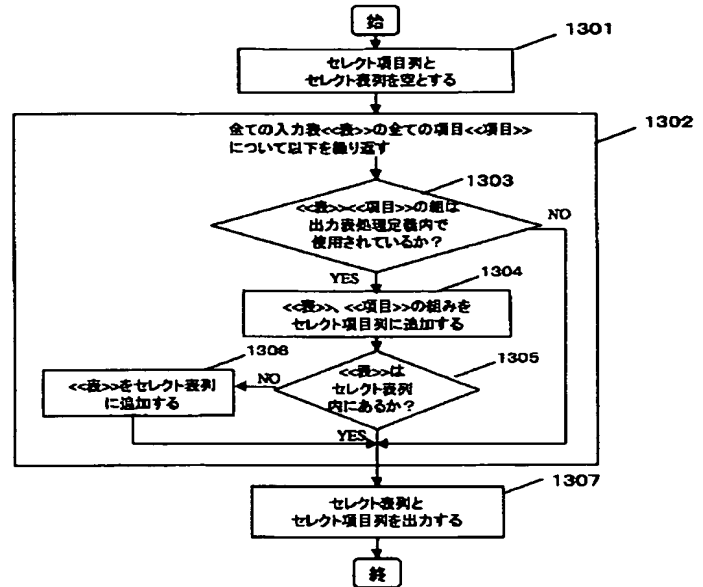 始
1301
セレクト項目列と
セレクト表列を空とする
1302
全ての入力表<<表>>の全ての項目<<項目>>
について以下を繰り返す
1303
<<表>><<項目>>の組は
出力表処理定義内で
使用されているか？
NO
YES
1304
<<表>>、<<項目>>の組みを
セレクト項目列に追加する
1306
1305
<<表>>は
セレクト表列
内にあるか？
NO
<<表>>をセレクト表列
に追加する
YES
1307
セレクト表列と
セレクト項目列を出力する
終